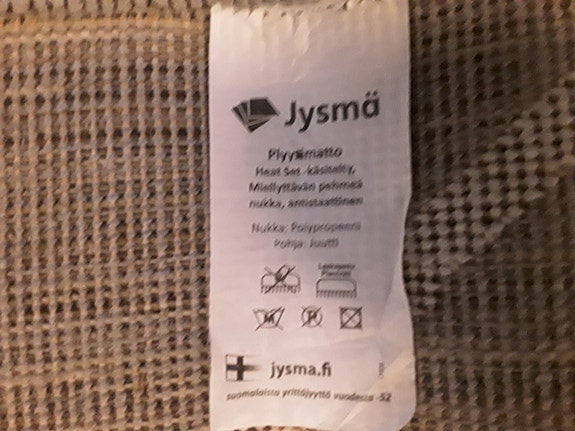 Jysmä
Plyysimatto
Heat Set -käsitelty,
Miellyttävän pehmeä
nukka, antistaattinen
Nukka: Polypropeeni
Pohja: Juutti
M
P
jysma.fi
suomalaista yrittäjyyttä vuodesta -52